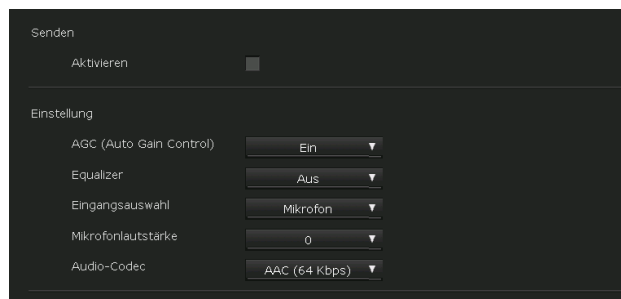 Senden
Aktivieren
Einstellung
AGC (Auto Gain Control) Ein
Equalizer Aus
Eingangsauswahl Mikrofon
Mikrofonlautstärke 0
Audio-Codec AAC (64 Kbps)